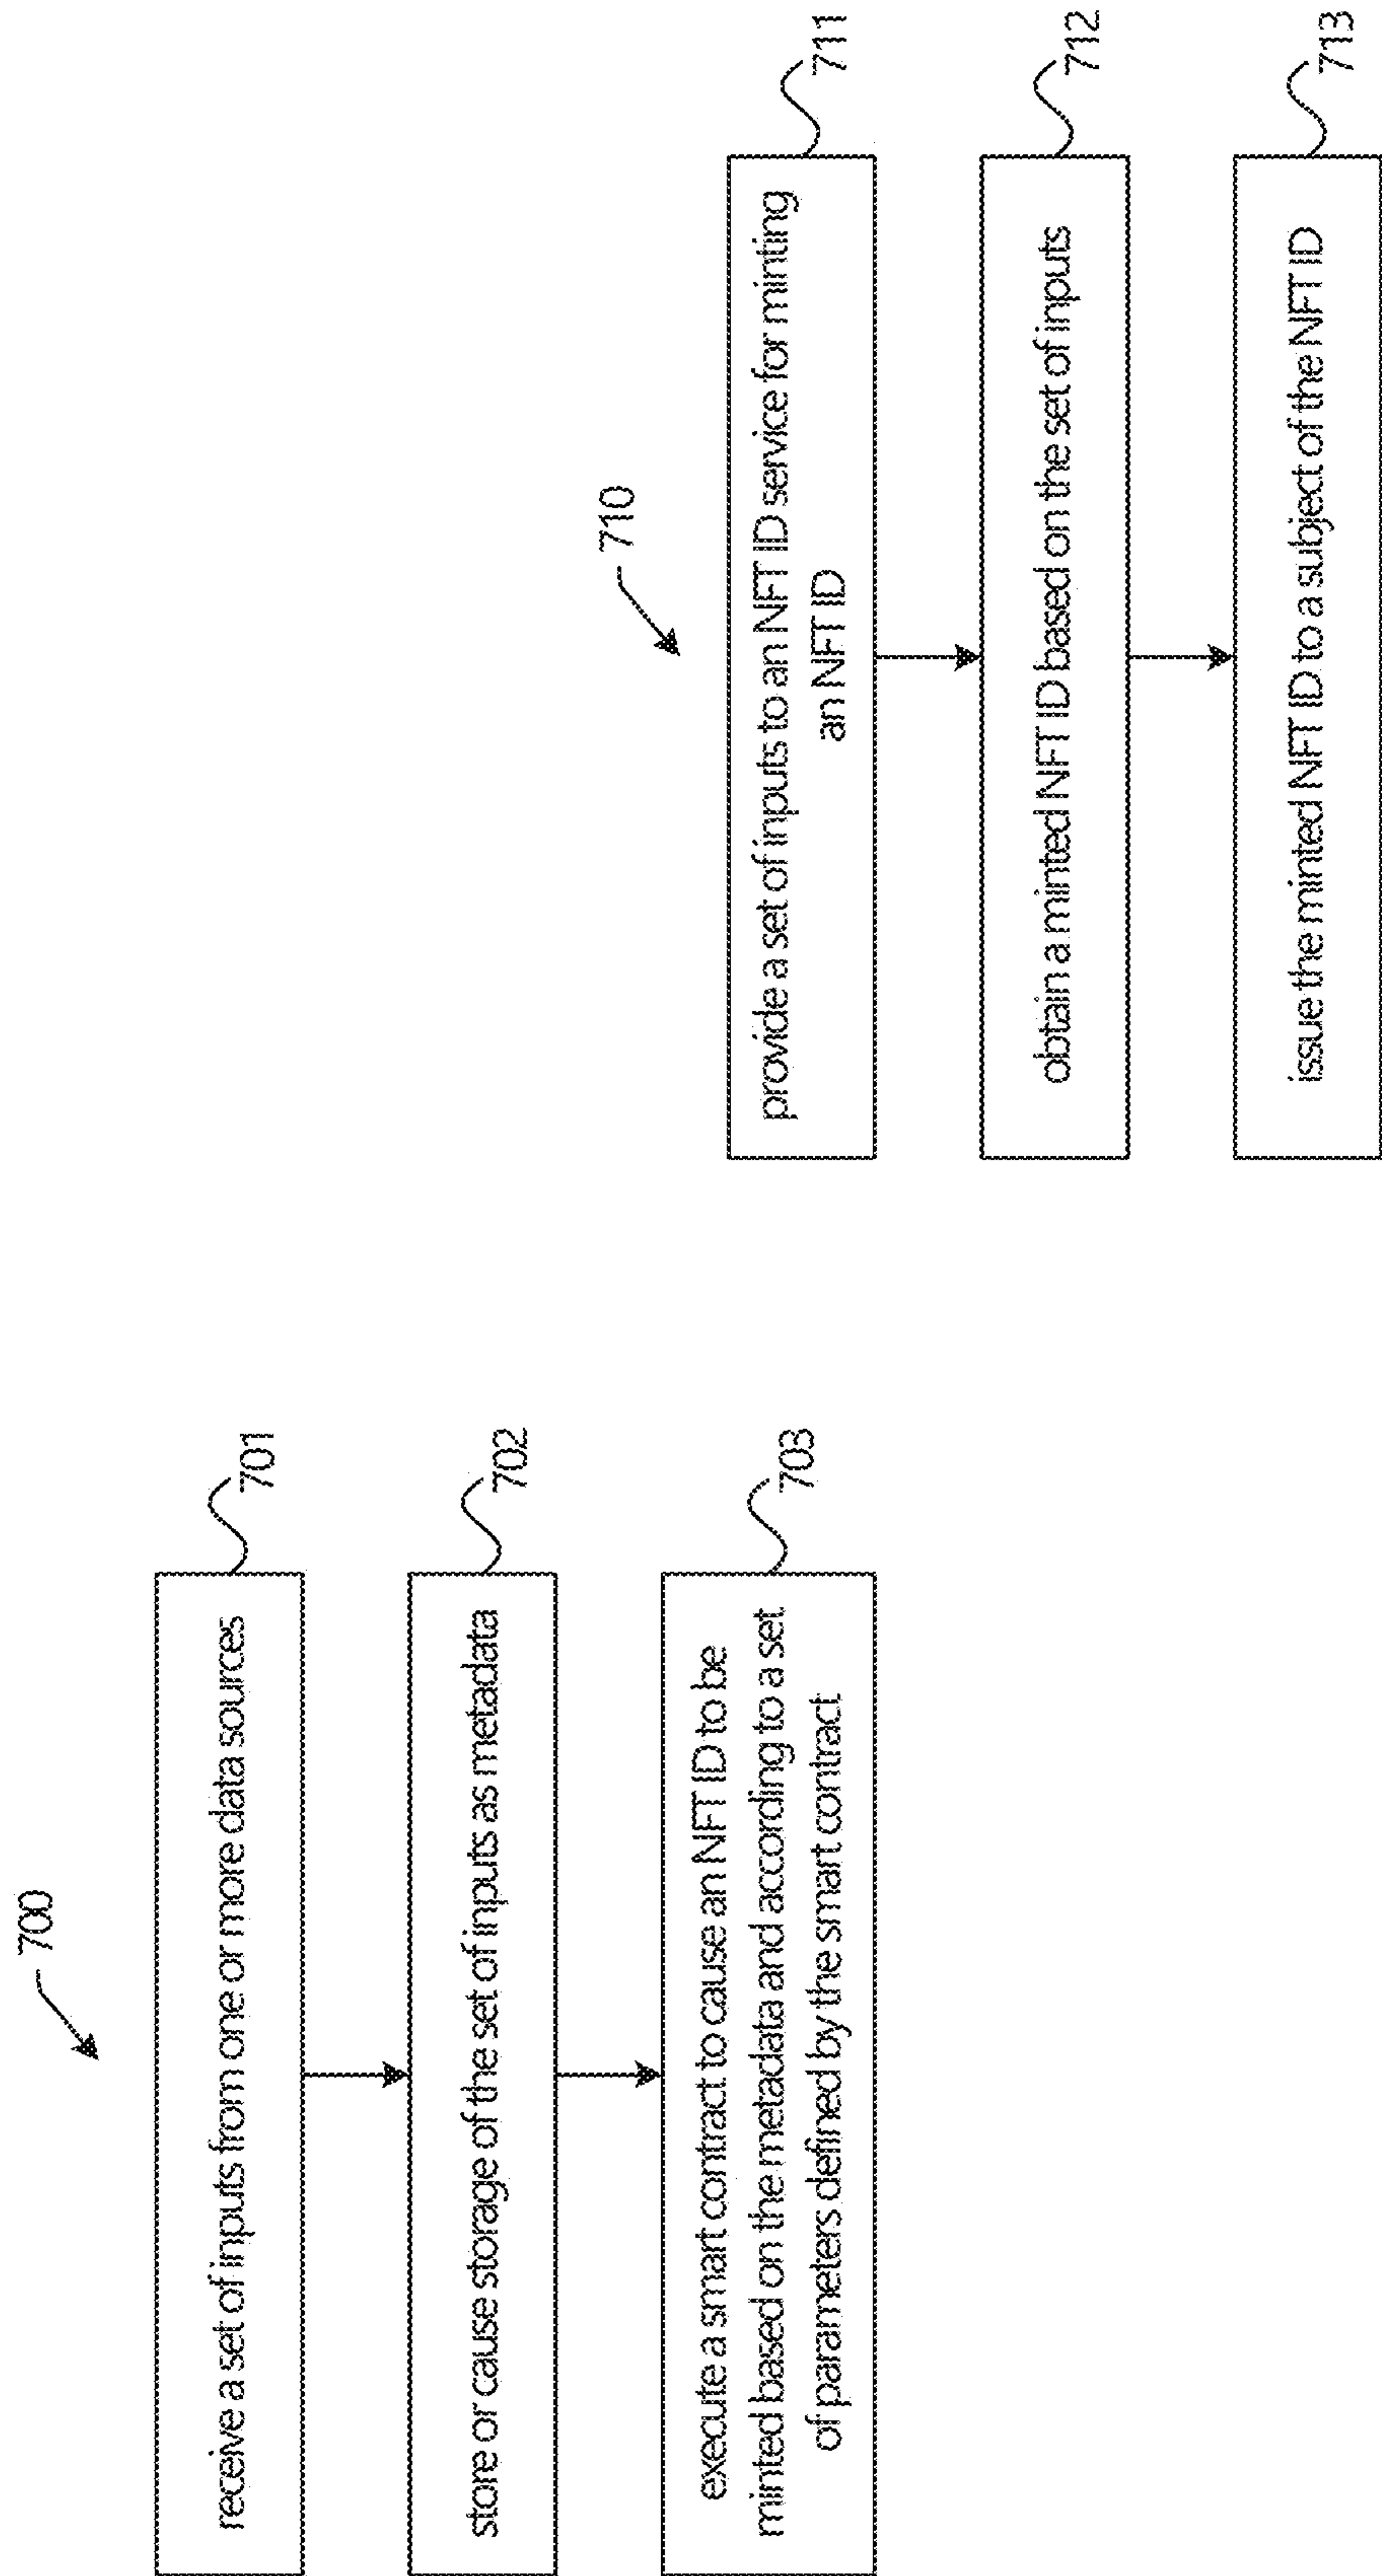 700
receive a set of inputs from one or more data sources
701
store or cause storage of the set of inputs as metadata
702
execute a smart contract to cause an NFT ID to be
minted based on the metadata and according to a set
of parameters defined by the smart contract
703
710
provide a set of inputs to an NFT ID service for minting
an NFT ID
711
obtain a minted NFT ID based on the set of inputs
712
issue the minted NFT ID to a subject of the NFT ID
713